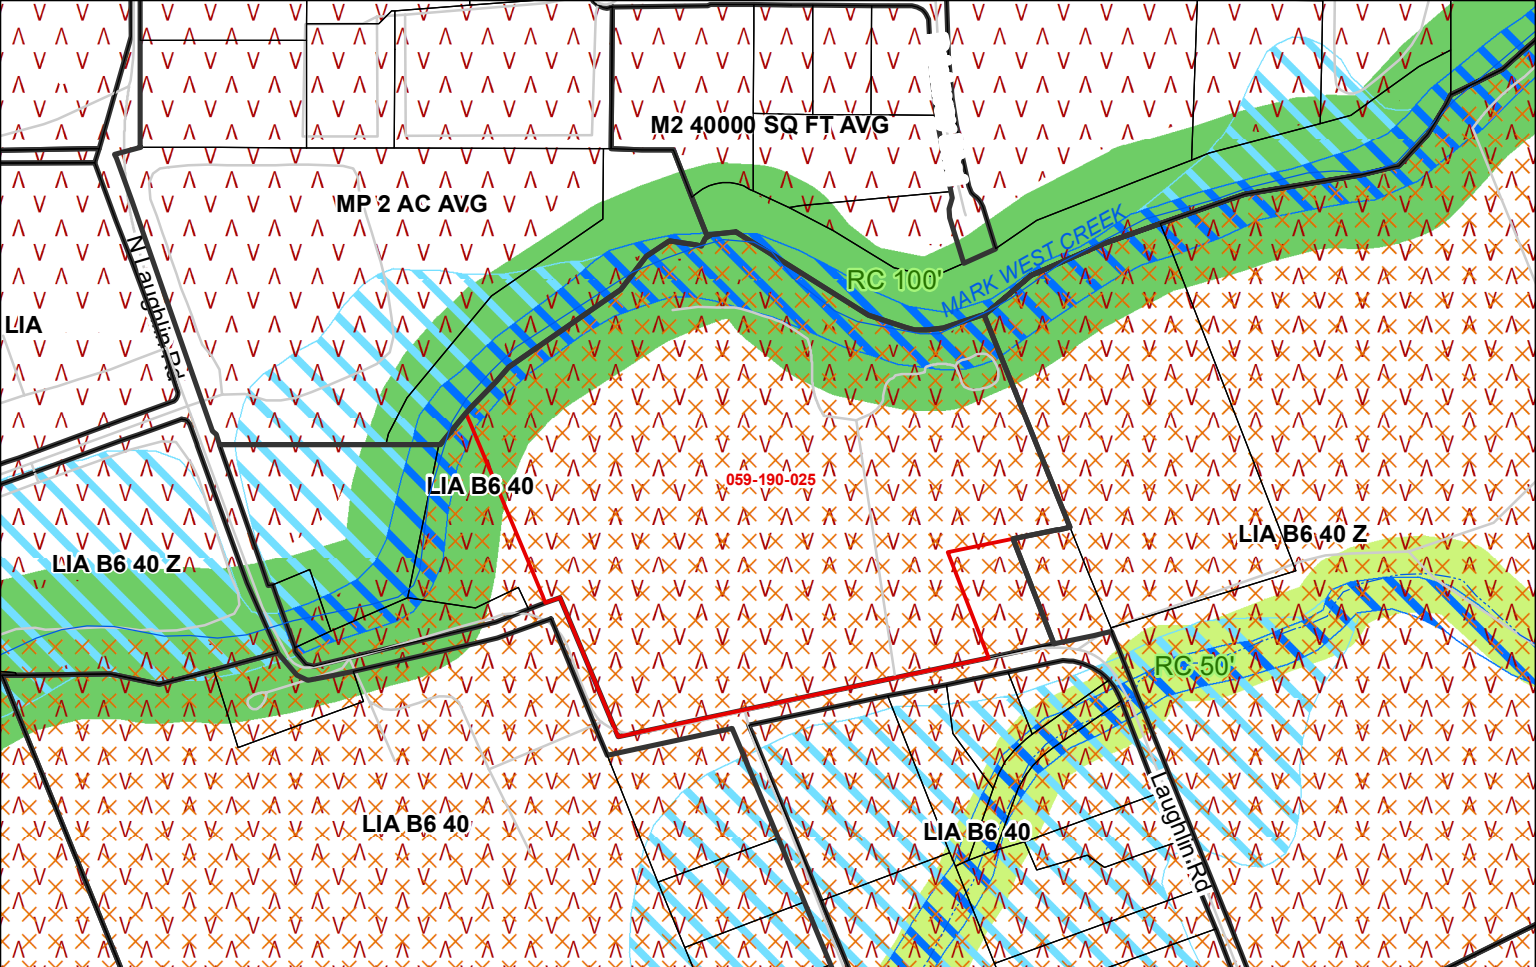 M2 40000 SQ FT AVG
MP 2 AC AVG
N Laughlin Rd
MARK WEST CREEK
RC 100'
LIA
059-190-025
LIA B6 40
LIA B6 40 Z
LIA B6 40 Z
RC 50'
LIA B6 40
LIA B6 40
Laughlin Rd